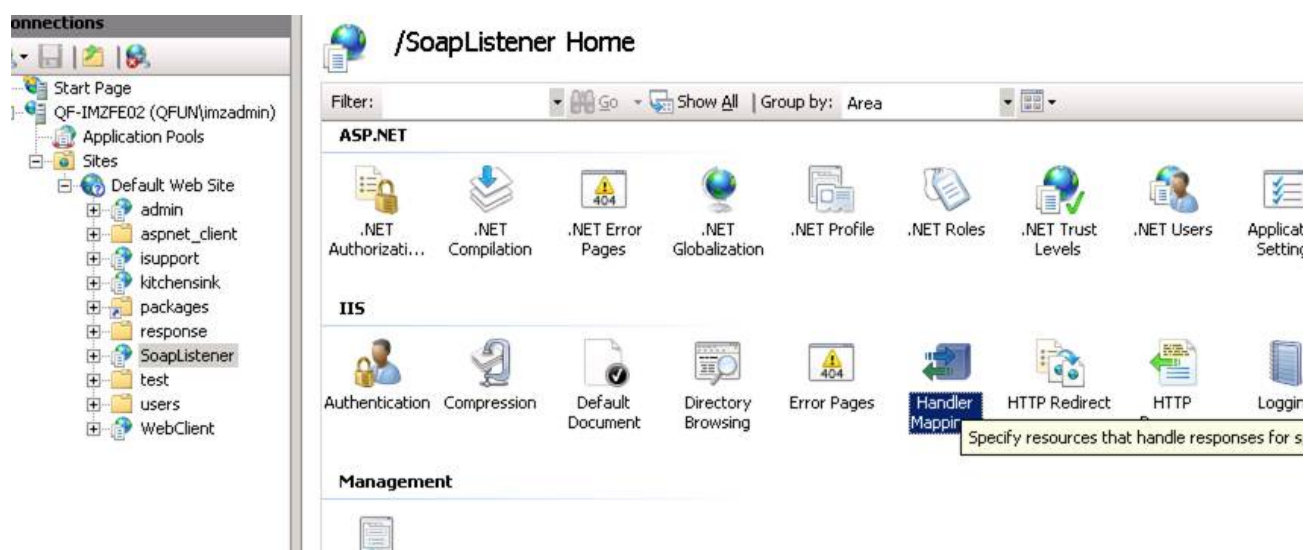 onnections
/SoapListener Home
Start Page
QF-IMZFE02 (QFUN\imzadmin)
Application Pools
Sites
Default Web Site
admin
aspnet_client
isupport
kitchensink
packages
response
SoapListener
test
users
WebClient
Filter: Go Show All Group by: Area
ASP.NET
.NET Authorizati...
.NET Compilation
404
.NET Error Pages
.NET Globalization
.NET Profile
.NET Roles
.NET Trust Levels
.NET Users
Applicat
Setting
IIS
Authentication
Compression
Default Document
Directory Browsing
404
Error Pages
Handler
Mappin
HTTP Redirect
HTTP
Loggin
Specify resources that handle responses for s
Management